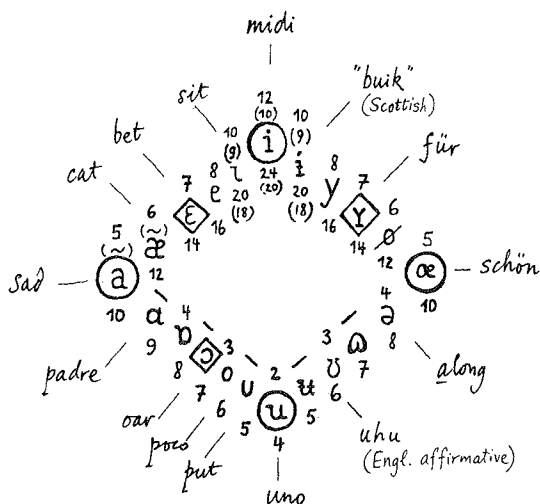 midi
"buik"
(Scottish)
sit
12
(10)
10
(9)
10
(9)
bet
i
für
cat
7
8
ɩ
24
(20)
ɨ
8
7
e
20
(18)
20
(18)
y
6
(~)
ɛ
16
16
Y
6
5
(~)
æ
14
14
ø
5
sad
a
12
12
œ
schön
10
ɑ
4
10
9
ɒ
4
3
3
ə
padre
8
ɔ
2
ɷ
8
along
oar
7
o
ʊ
7
poco
6
u
u
ʉ
6
put
5
4
5
uhu
(Engl. affirmative)
uno